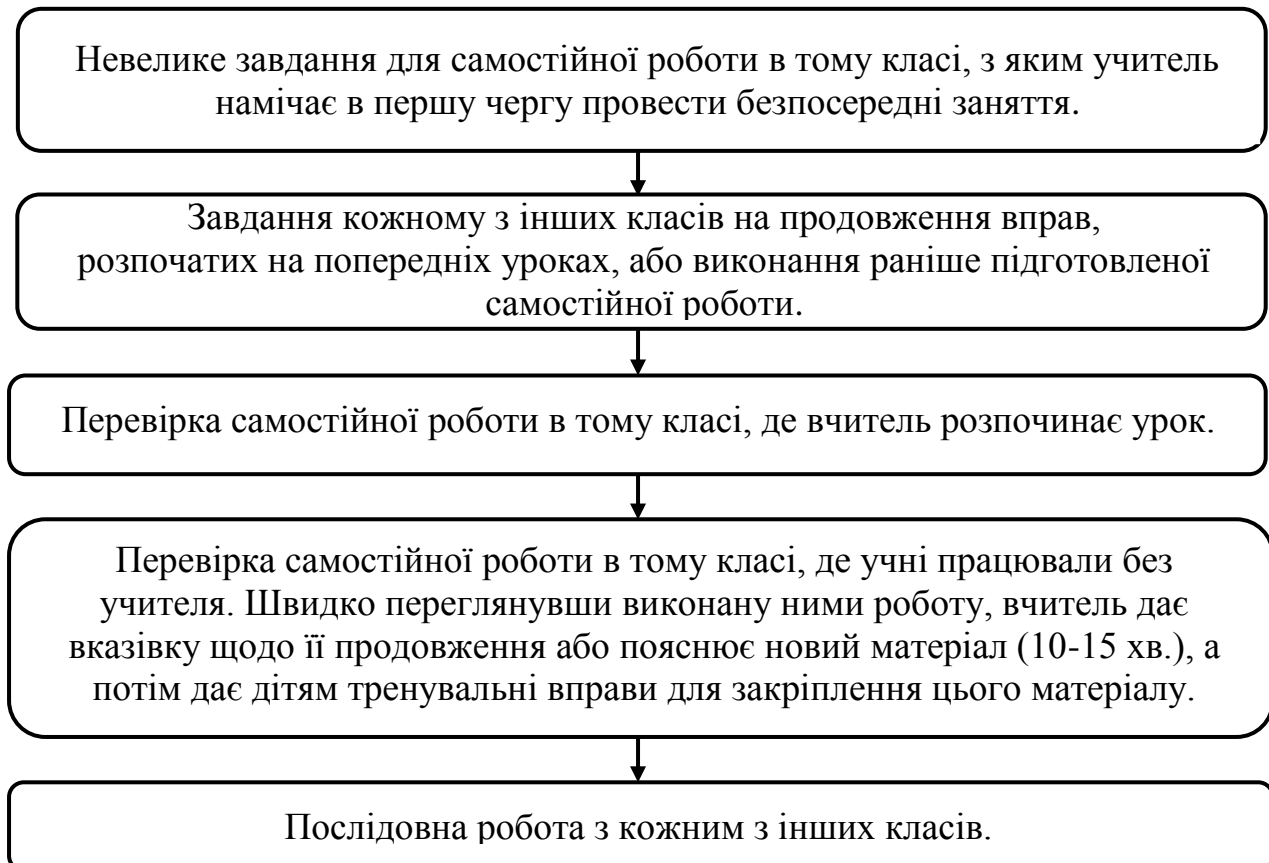 Невелике завдання для самостійної роботи в тому класі, з яким учитель
намічає в першу чергу провести безпосередні заняття.
Завдання кожному з інших класів на продовження вправ,
розпочатих на попередніх уроках, або виконання раніше підготовленої
самостійної роботи.
Перевірка самостійної роботи в тому класі, де вчитель розпочинає урок.
Перевірка самостійної роботи в тому класі, де учні працювали без
учителя. Швидко переглянувши виконану ними роботу, вчитель дає
вказівку щодо її продовження або пояснює новий матеріал (10-15 хв.), а
потім дає дітям тренувальні вправи для закріплення цього матеріалу.
Послідовна робота з кожним з інших класів.